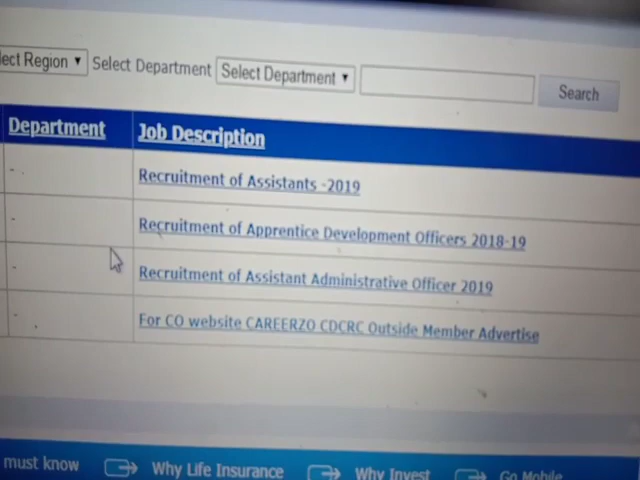 lect Region Select Department Select Department Search
Department Job Description
Recruitment of Assistants -2019
Recruitment of Apprentice Development Officers 2018-19
Recruitment of Assistant Administrative Officer 2019
For CO website CAREERZO CDCRC Outside Member Advertise
must know Why Life Insurance Why Invest Go Mobile